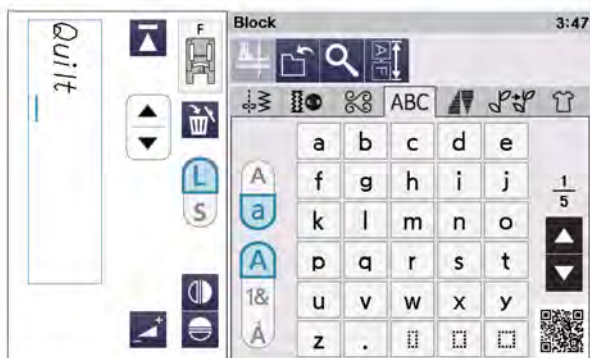 Quilt
F
L
S
Block 3:47
A-F
ABC
A
a
A
1&
Å
a b c d e
f g h i j
k l m n o
p q r s t
u v w x y
z .
1
5